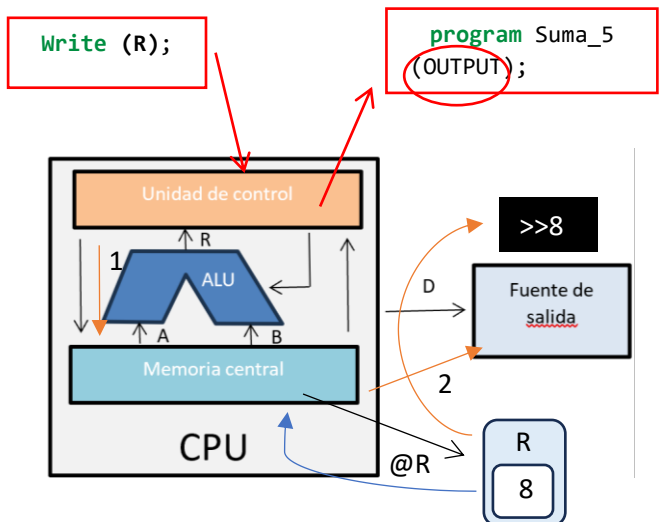 Write (R);
program Suma_5
(OUTPUT);
Unidad de control
R
1
ALU
A
B
Memoria central
CPU
>>8
D
Fuente de
salida
2
@R
R
8